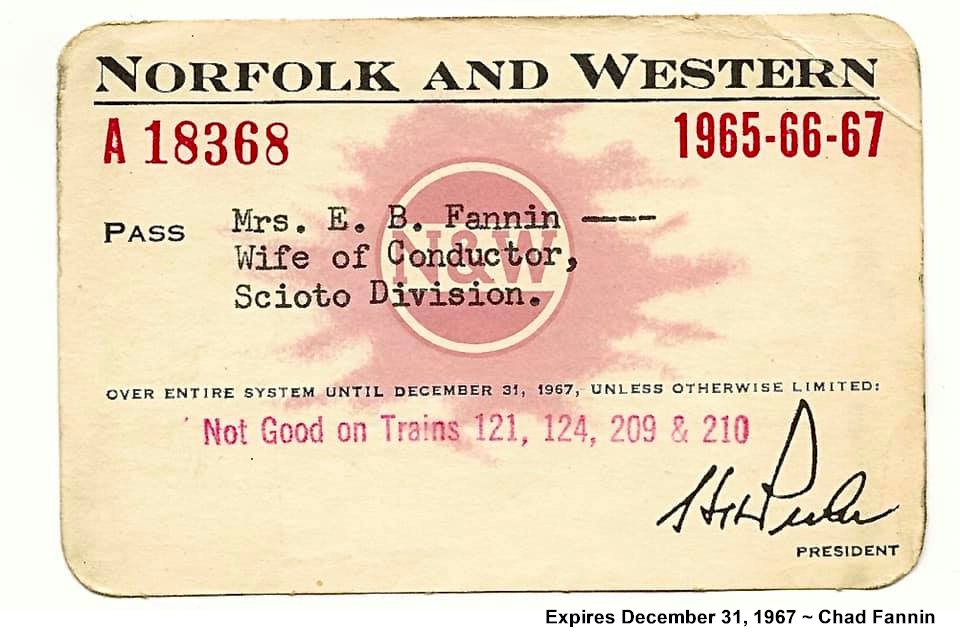 NORFOLK AND WESTERN
A 18368 1965-66-67
PASS Mrs. E. B. Fannin ----
Wife of Conductor,
Scioto Division.
N&W
OVER ENTIRE SYSTEM UNTIL DECEMBER 31, 1967, UNLESS OTHERWISE LIMITED:
Not Good on Trains 121, 124, 209 & 210
PRESIDENT
Expires December 31, 1967 ~ Chad Fannin